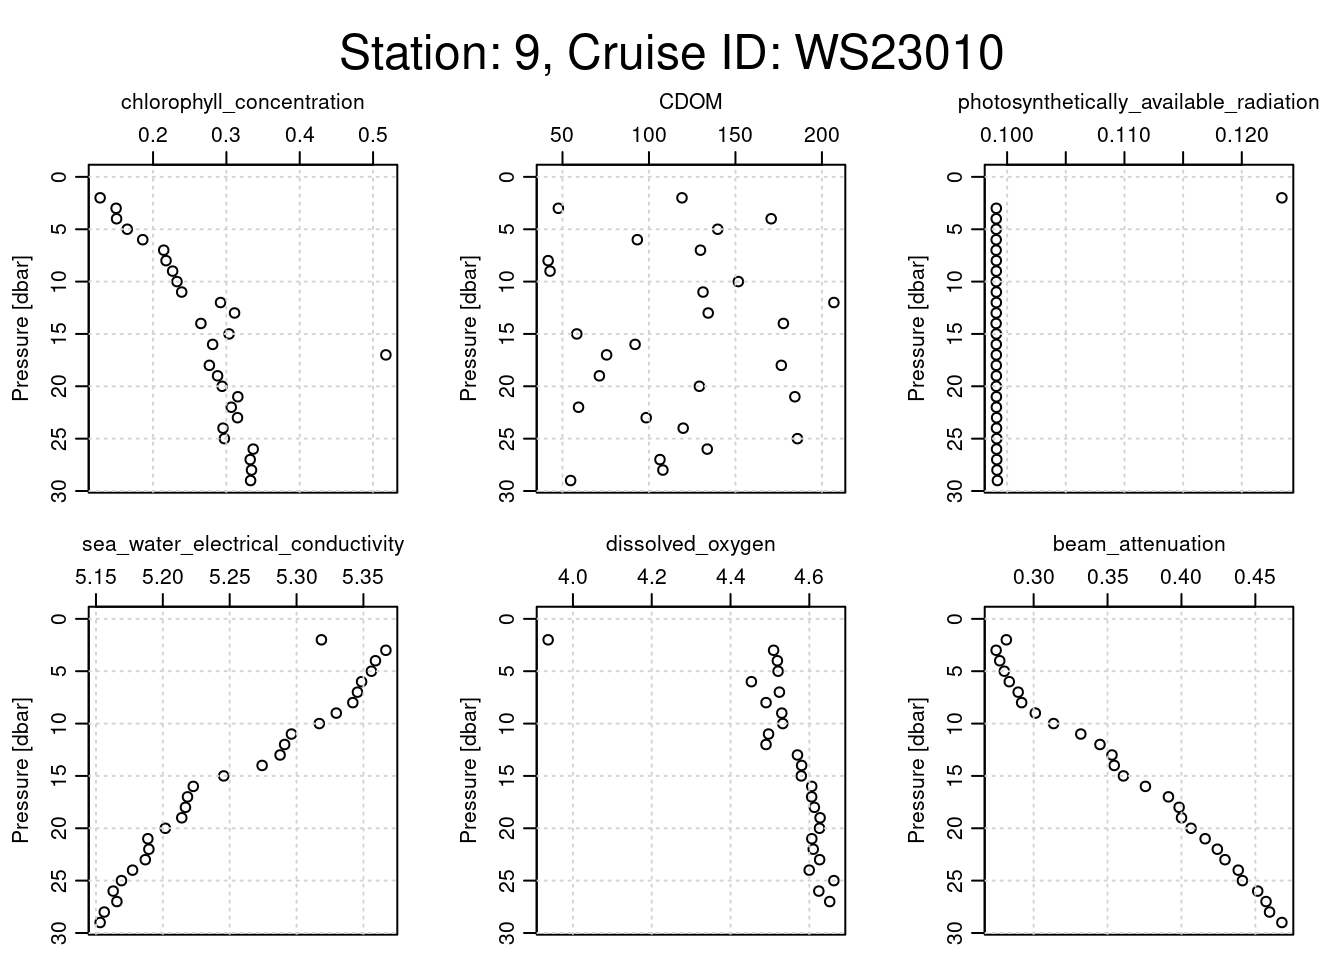 Station: 9, Cruise ID: WS23010
chlorophyll_concentration
0.2 0.3 0.4 0.5
Pressure [dbar]
0 5 10 15 20 25 30
CDOM
50 100 150 200
Pressure [dbar]
0 5 10 15 20 25 30
photosynthetically_available_radiation
0.100 0.110 0.120
Pressure [dbar]
0 5 10 15 20 25 30
sea_water_electrical_conductivity
5.15 5.20 5.25 5.30 5.35
Pressure [dbar]
0 5 10 15 20 25 30
dissolved_oxygen
4.0 4.2 4.4 4.6
Pressure [dbar]
0 5 10 15 20 25 30
beam_attenuation
0.30 0.35 0.40 0.45
Pressure [dbar]
0 5 10 15 20 25 30